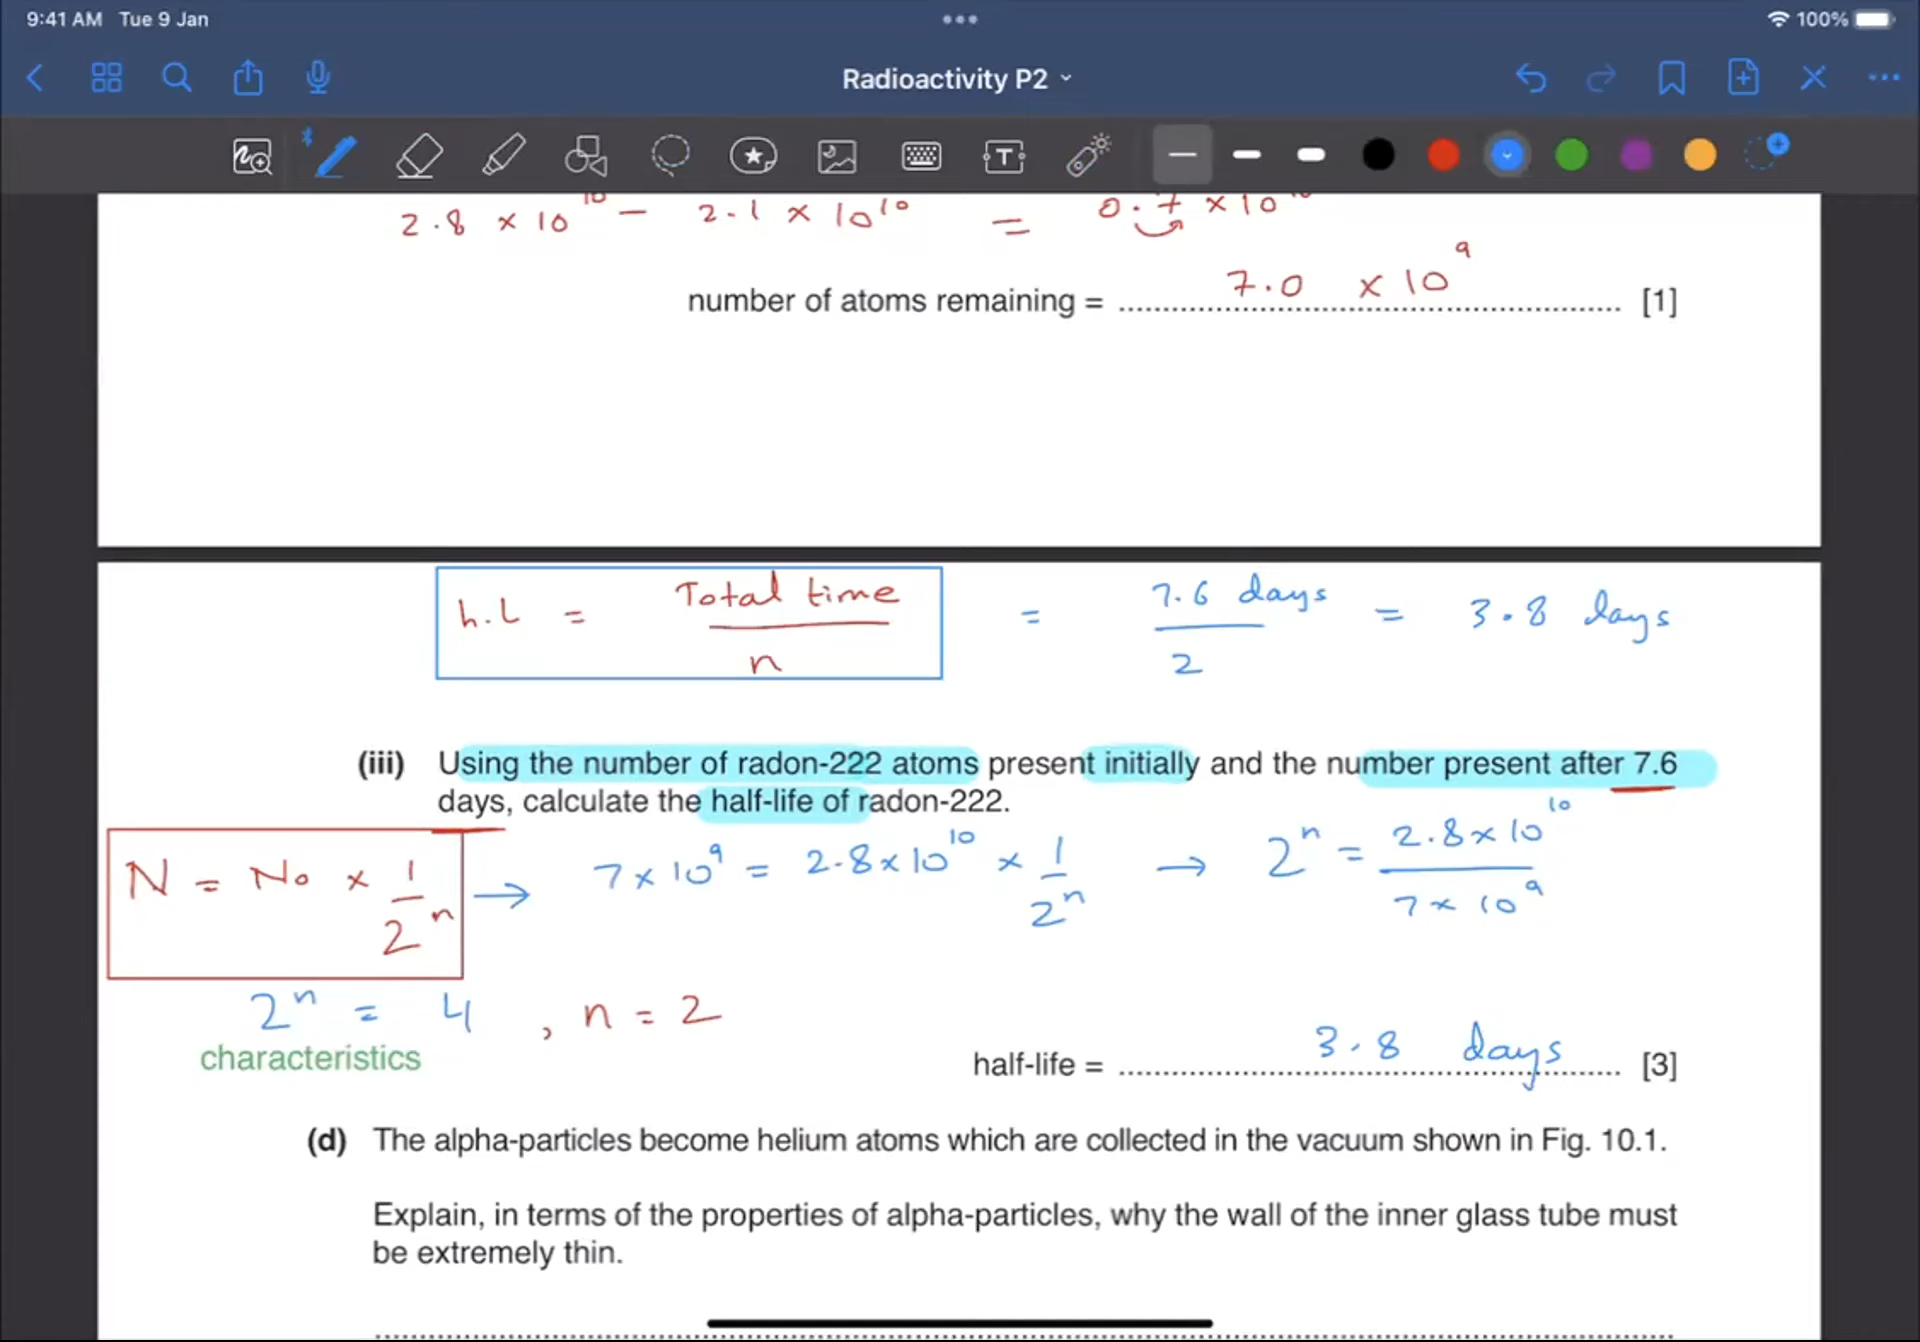 9:41 AM Tue 9 Jan
100%
Radioactivity P2
2.8 × 10¹⁰ − 2.1 × 10¹⁰ = 0.7 × 10¹⁰
number of atoms remaining = 7.0 × 10⁹ [1]
h.L = Total time / n = 7.6 days / 2 = 3.8 days
(iii) Using the number of radon-222 atoms present initially and the number present after 7.6
days, calculate the half-life of radon-222.
N = N₀ × 1/2ⁿ → 7 × 10⁹ = 2.8 × 10¹⁰ × 1/2ⁿ → 2ⁿ = 2.8 × 10¹⁰ / 7 × 10⁹
2ⁿ = 4 , n = 2
characteristics
half-life = 3.8 days [3]
(d) The alpha-particles become helium atoms which are collected in the vacuum shown in Fig. 10.1.
Explain, in terms of the properties of alpha-particles, why the wall of the inner glass tube must
be extremely thin.